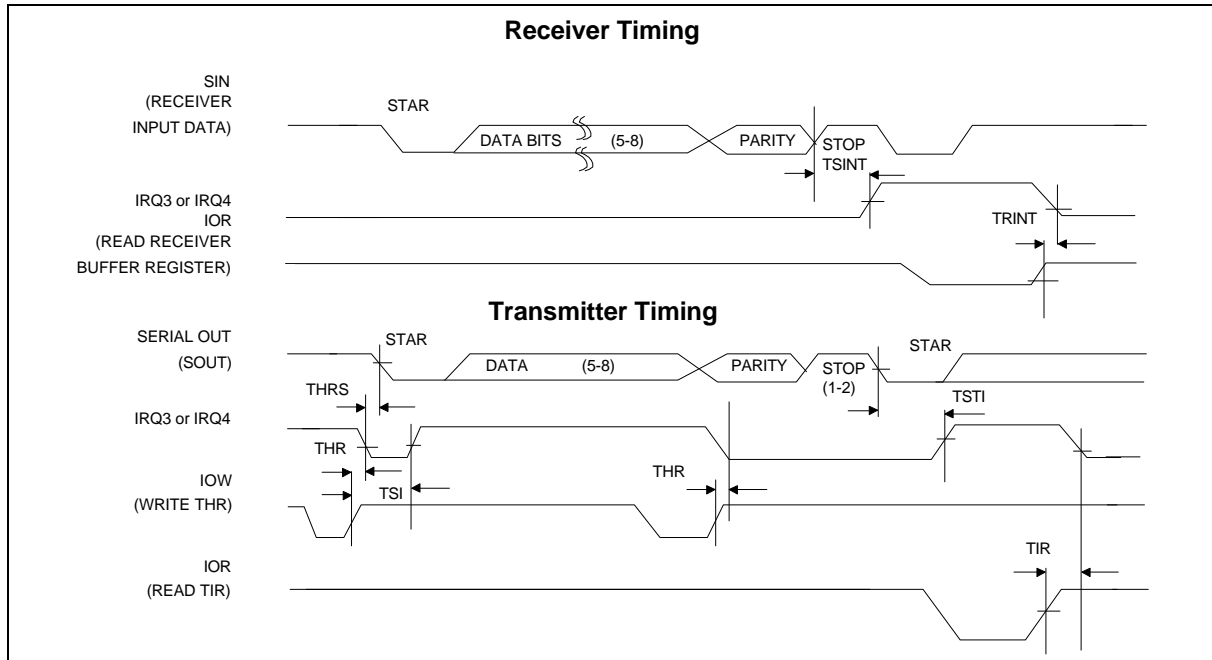 Receiver Timing
SIN
(RECEIVER
INPUT DATA)
STAR
DATA BITS (5-8)
PARITY
STOP
TSINT
IRQ3 or IRQ4
IOR
(READ RECEIVER
BUFFER REGISTER)
TRINT
Transmitter Timing
SERIAL OUT
(SOUT)
STAR
DATA (5-8)
PARITY
STOP
(1-2)
STAR
THRS
TSTI
IRQ3 or IRQ4
THR
THR
IOW
(WRITE THR)
TSI
IOR
(READ TIR)
TIR